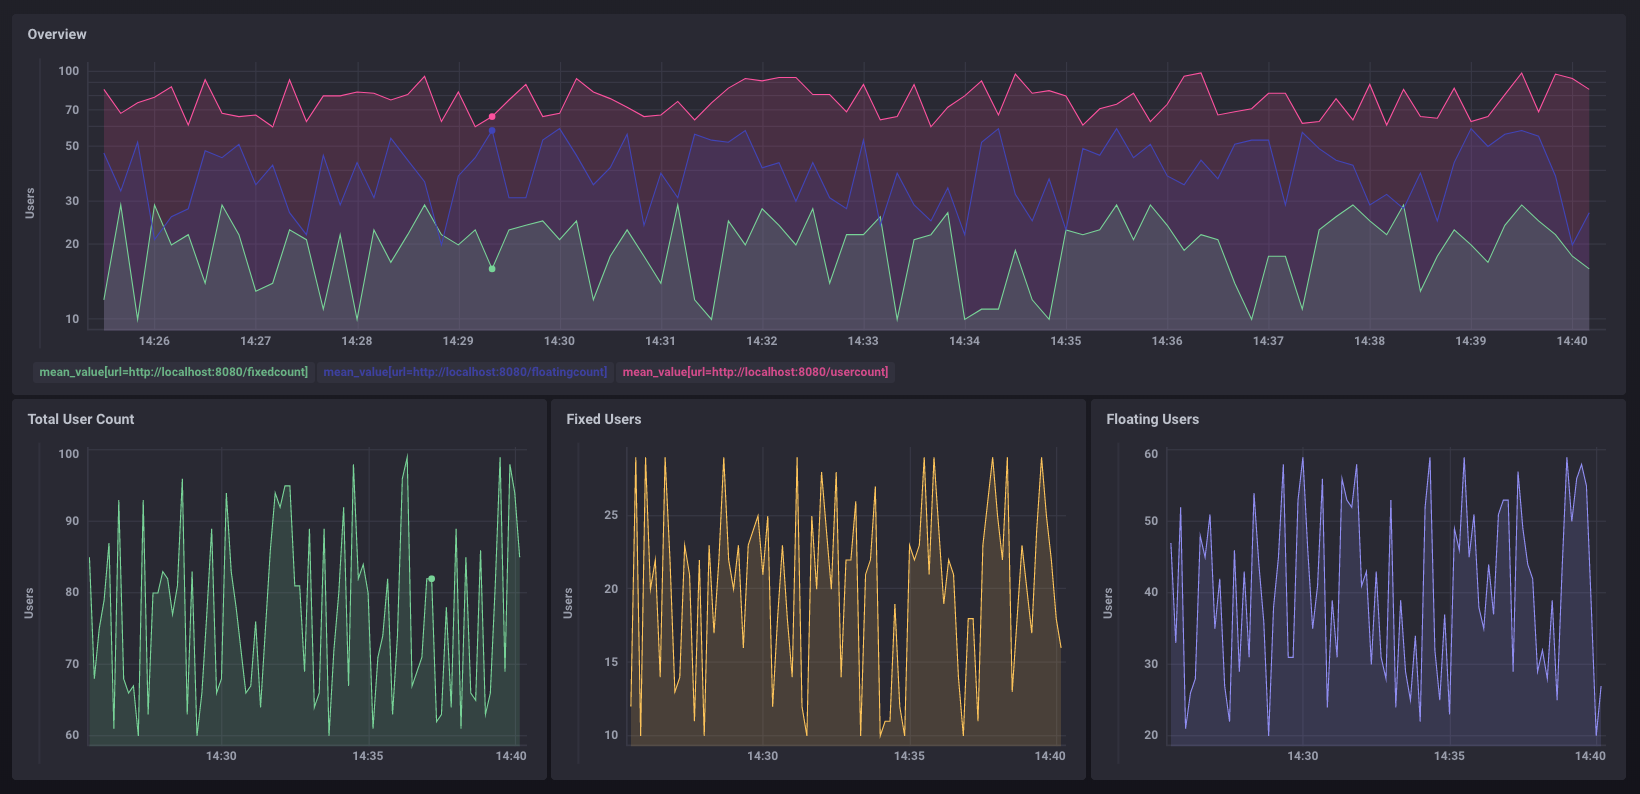 Overview
100
70
50
30
20
10
Users
14:26 14:27 14:28 14:29 14:30 14:31 14:32 14:33 14:34 14:35 14:36 14:37 14:38 14:39 14:40
mean_value[url=http://localhost:8080/fixedcount] mean_value[url=http://localhost:8080/floatingcount] mean_value[url=http://localhost:8080/usercount]
Total User Count
100
90
80
70
60
Users
14:30 14:35 14:40
Fixed Users
25
20
15
10
Users
14:30 14:35 14:40
Floating Users
60
50
40
30
20
Users
14:30 14:35 14:40